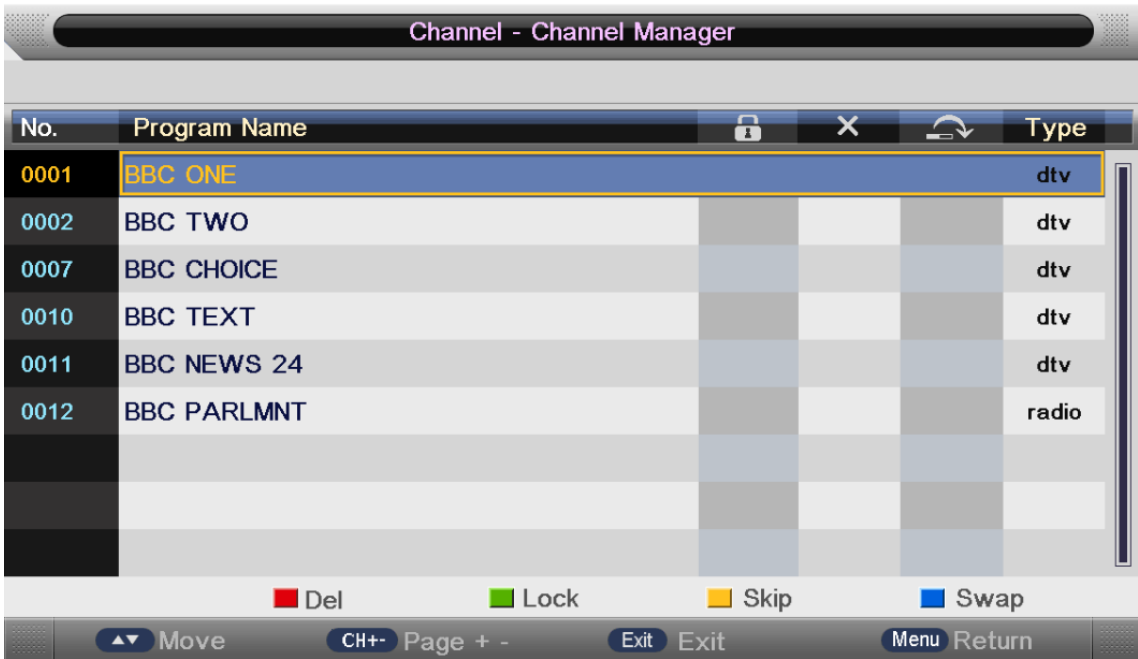 Channel - Channel Manager
No. Program Name Type
0001 BBC ONE dtv
0002 BBC TWO dtv
0007 BBC CHOICE dtv
0010 BBC TEXT dtv
0011 BBC NEWS 24 dtv
0012 BBC PARLMNT radio
Del Lock Skip Swap
Move CH+- Page + - Exit Exit Menu Return